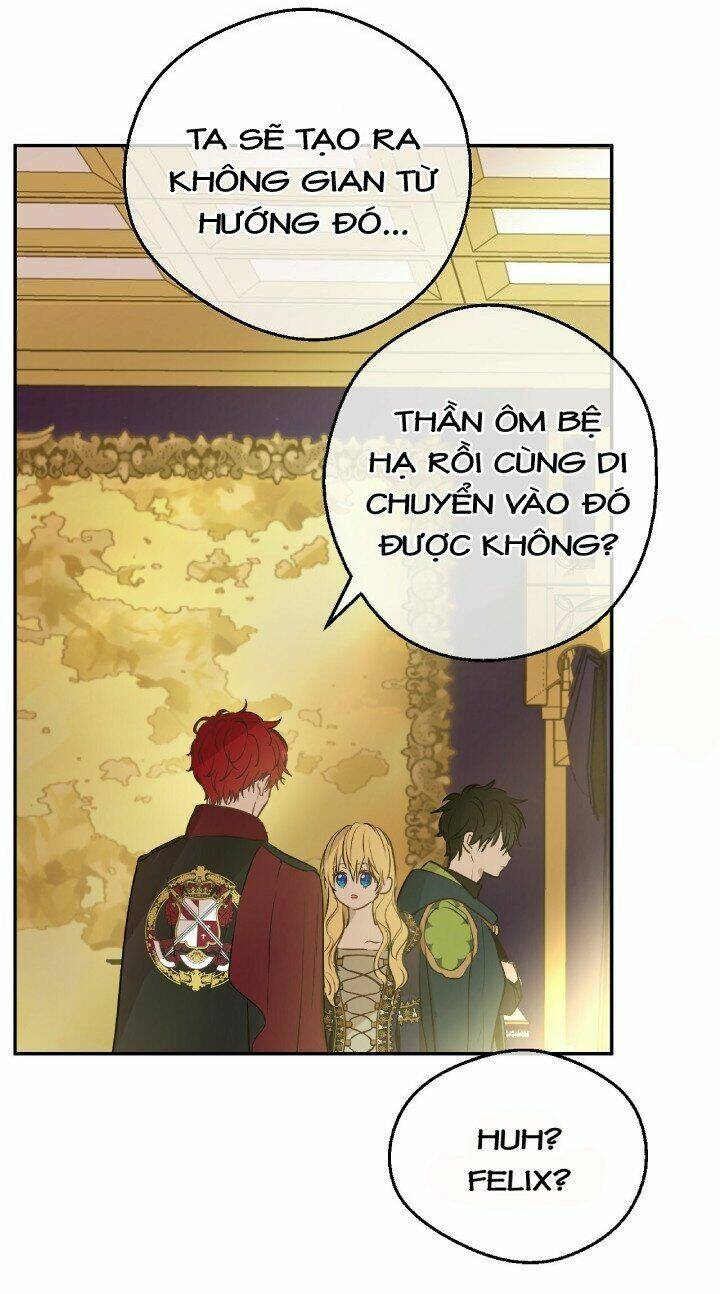 TA SẼ TẠO RA
KHÔNG GIAN TỪ
HƯỚNG ĐÓ...
THẦN ÔM BỆ
HẠ RỒI CÙNG DI
CHUYỂN VÀO ĐÓ
ĐƯỢC KHÔNG?
HUH?
FELIX?